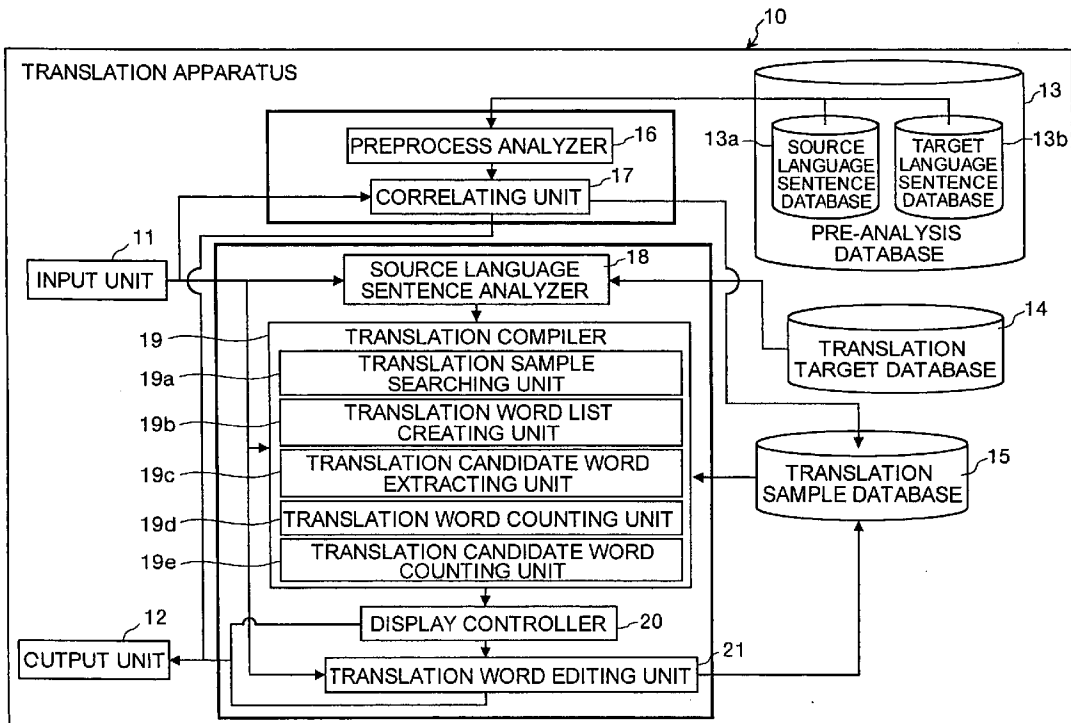 10
TRANSLATION APPARATUS
13
13a
SOURCE
LANGUAGE
SENTENCE
DATABASE
TARGET
LANGUAGE
SENTENCE
DATABASE
13b
PRE-ANALYSIS
DATABASE
PREPROCESS ANALYZER
16
CORRELATING UNIT
17
11
INPUT UNIT
SOURCE LANGUAGE
SENTENCE ANALYZER
18
14
TRANSLATION
TARGET DATABASE
19
TRANSLATION COMPILER
19a
TRANSLATION SAMPLE
SEARCHING UNIT
19b
TRANSLATION WORD LIST
CREATING UNIT
19c
TRANSLATION CANDIDATE WORD
EXTRACTING UNIT
19d
TRANSLATION WORD COUNTING UNIT
19e
TRANSLATION CANDIDATE WORD
COUNTING UNIT
15
TRANSLATION
SAMPLE DATABASE
12
CUTPUT UNIT
DISPLAY CONTROLLER
20
TRANSLATION WORD EDITING UNIT
21